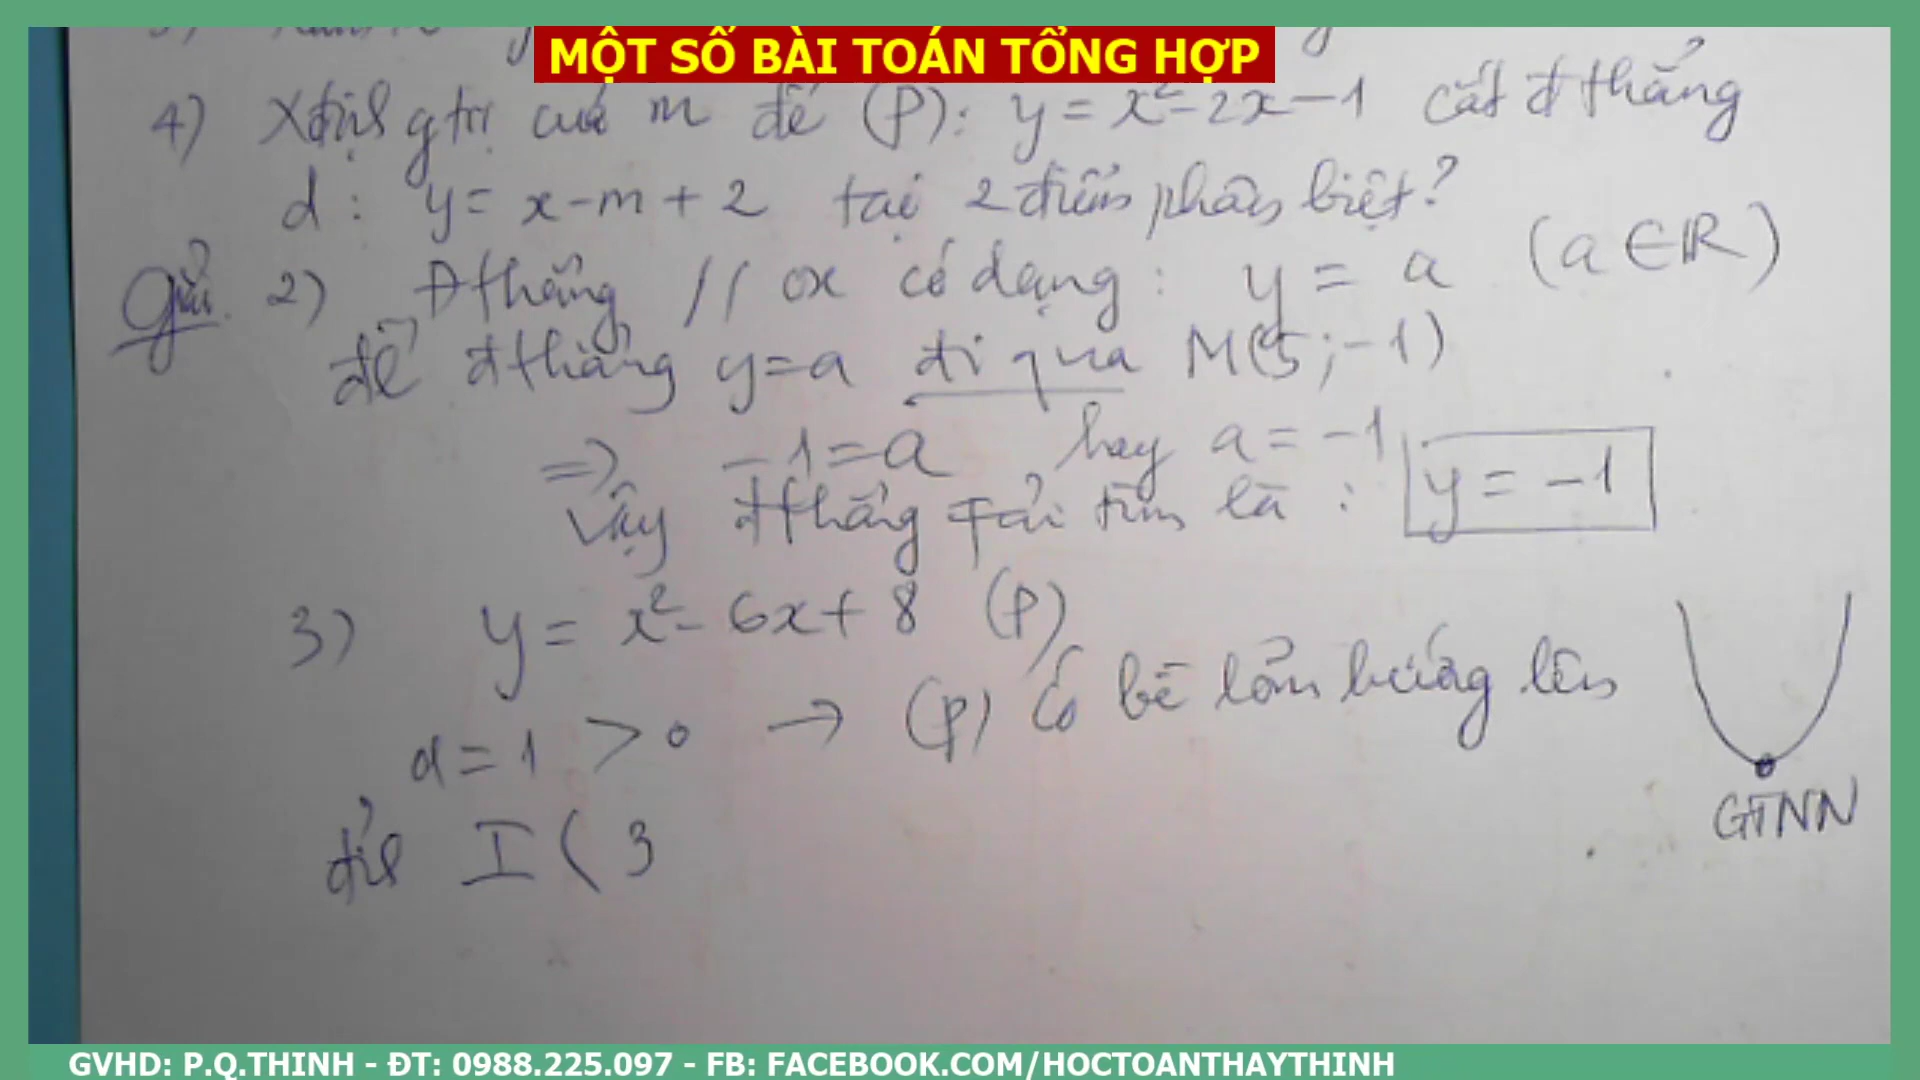 MỘT SỐ BÀI TOÁN TỔNG HỢP
4) Xđịnh gtrị của m để (P): y = x² - 2x - 1 cắt đthẳng
d: y = x - m + 2 tại 2 điểm phân biệt?
Giải. 2) Đthẳng // ox có dạng: y = a (a ∈ ℝ)
để đthẳng y = a đi qua M(5; -1)
=> -1 = a hay a = -1
Vậy đthẳng tìm là: y = -1
3) y = x² - 6x + 8 (P)
a = 1 > 0 → (P) có bề lõm hướng lên
GTNN
đỉnh I ( 3
GVHD: P.Q.THINH - ĐT: 0988.225.097 - FB: FACEBOOK.COM/HOCTOANTHAYTHINH